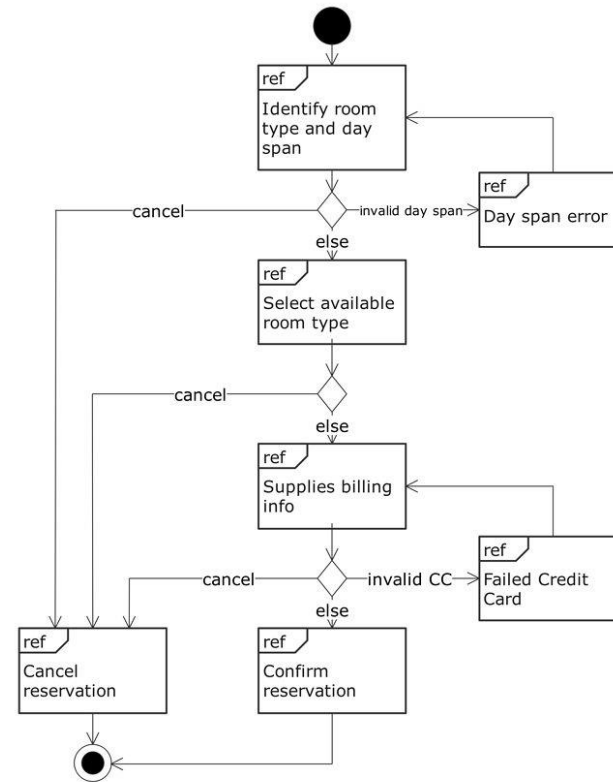 ref
Identify room
type and day
span
ref
Day span error
cancel
invalid day span
else
ref
Select available
room type
cancel
else
ref
Supplies billing
info
ref
Failed Credit
Card
cancel
invalid CC
else
ref
Cancel
reservation
ref
Confirm
reservation